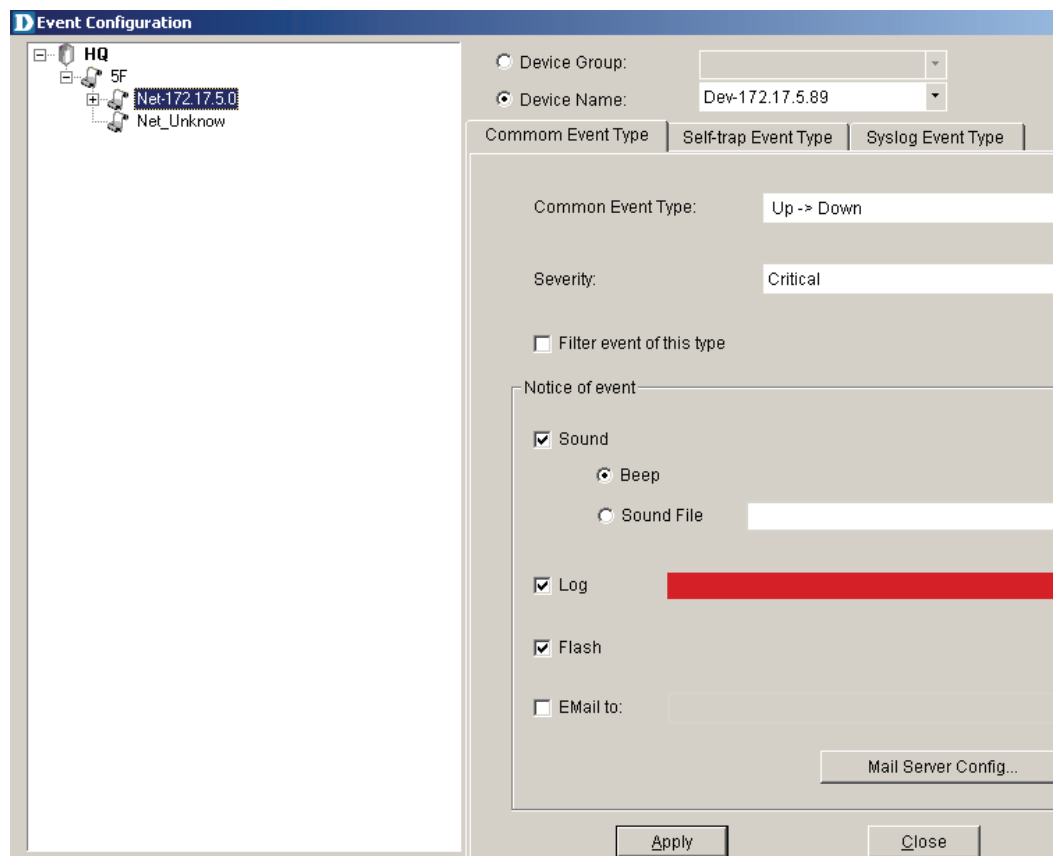 Event Configuration
HQ
5F
Net-172.17.5.0
Net_Unknow
Device Group:
Device Name: Dev-172.17.5.89
Commom Event Type Self-trap Event Type Syslog Event Type
Common Event Type: Up -> Down
Severity: Critical
Filter event of this type
Notice of event
Sound
Beep
Sound File
Log
Flash
EMail to:
Mail Server Config...
Apply Close